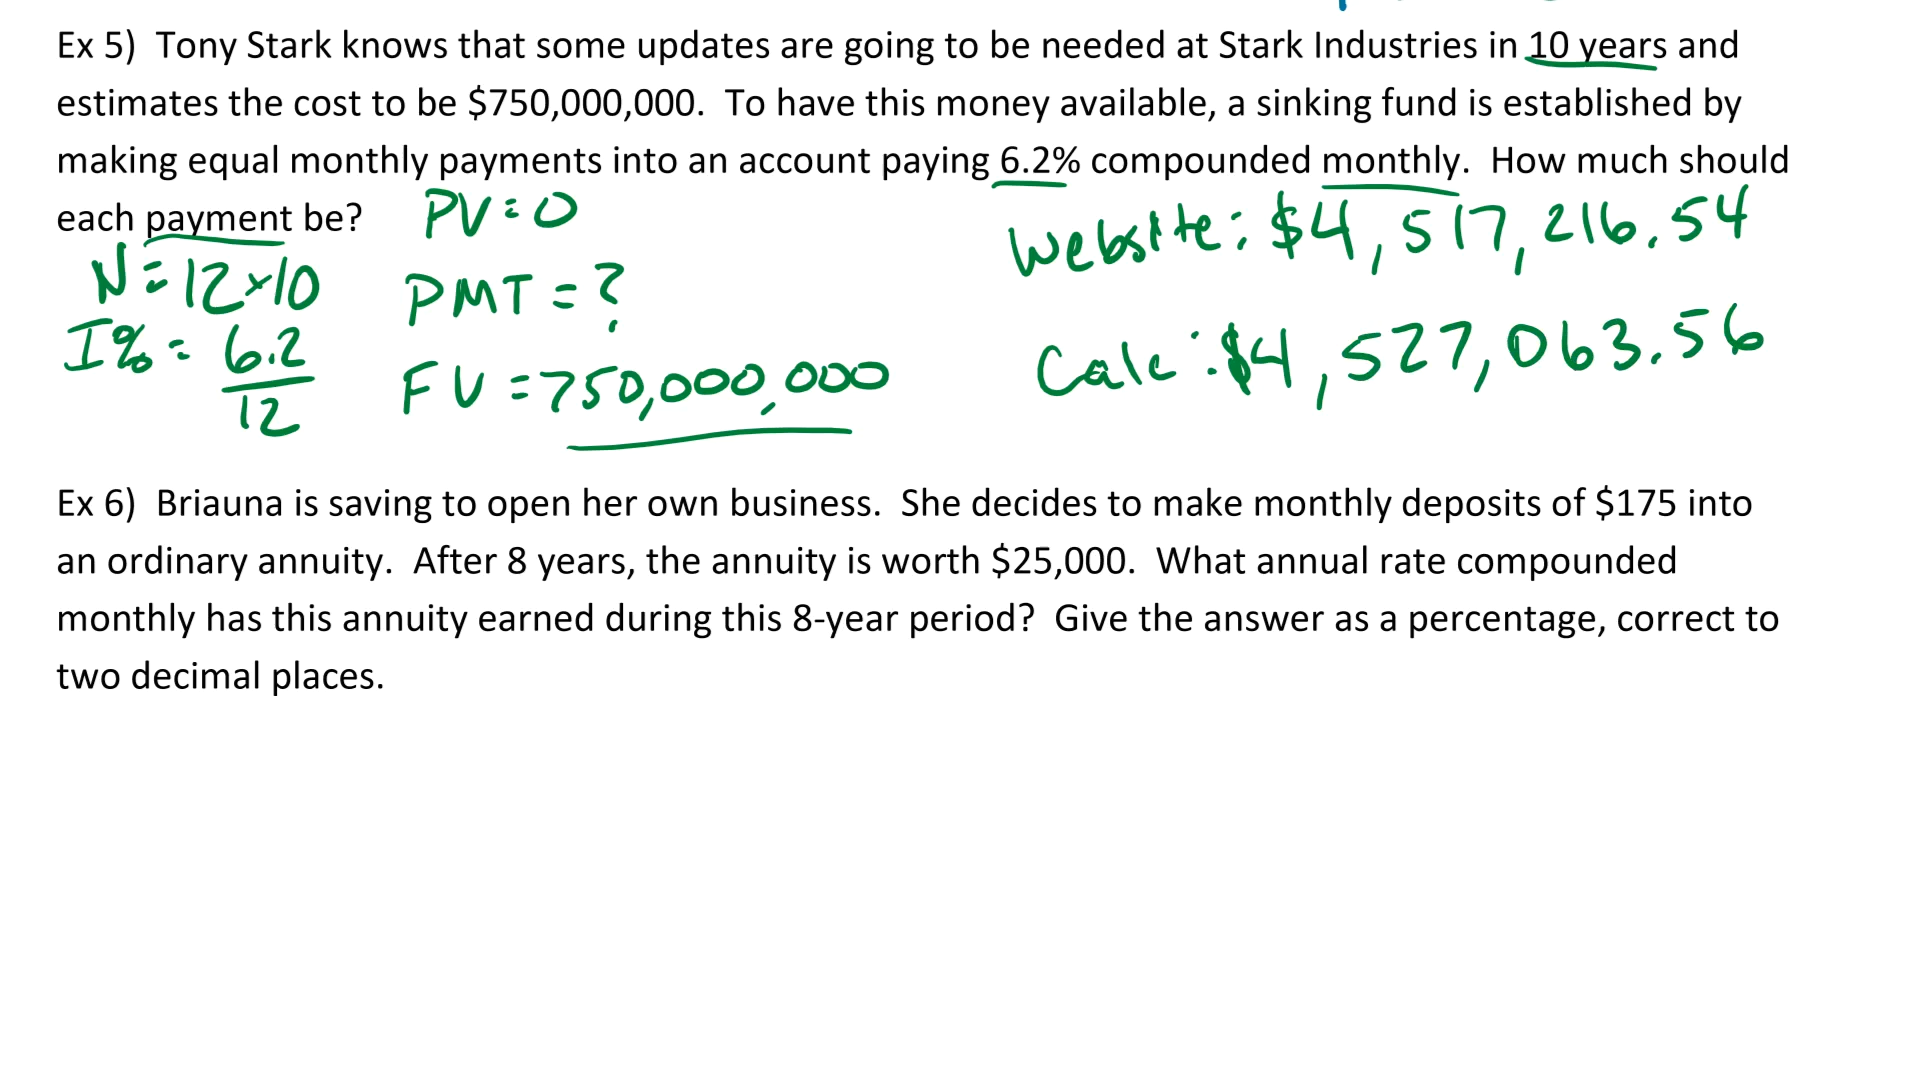 Ex 5)  Tony Stark knows that some updates are going to be needed at Stark Industries in 10 years and
estimates the cost to be $750,000,000.  To have this money available, a sinking fund is established by
making equal monthly payments into an account paying 6.2% compounded monthly.  How much should
each payment be?
PV = 0
Website: $4,517,216.54
N = 12×10
PMT = ?
I% = 6.2/12
FV = 750,000,000
Calc: $4,527,063.56
Ex 6)  Briauna is saving to open her own business.  She decides to make monthly deposits of $175 into
an ordinary annuity.  After 8 years, the annuity is worth $25,000.  What annual rate compounded
monthly has this annuity earned during this 8-year period?  Give the answer as a percentage, correct to
two decimal places.